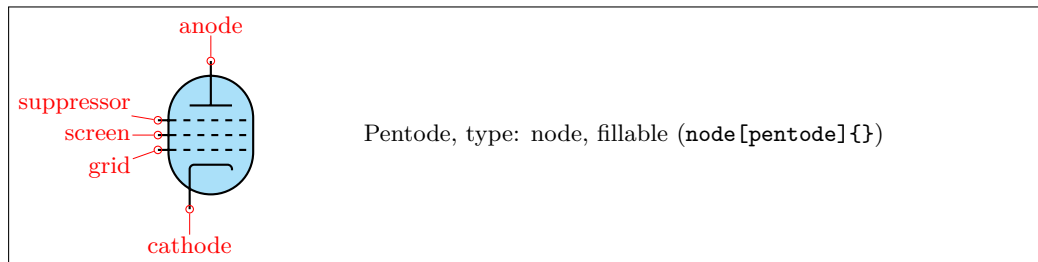 anode
suppressor
screen
grid
cathode
Pentode, type: node, fillable (node[pentode]{})